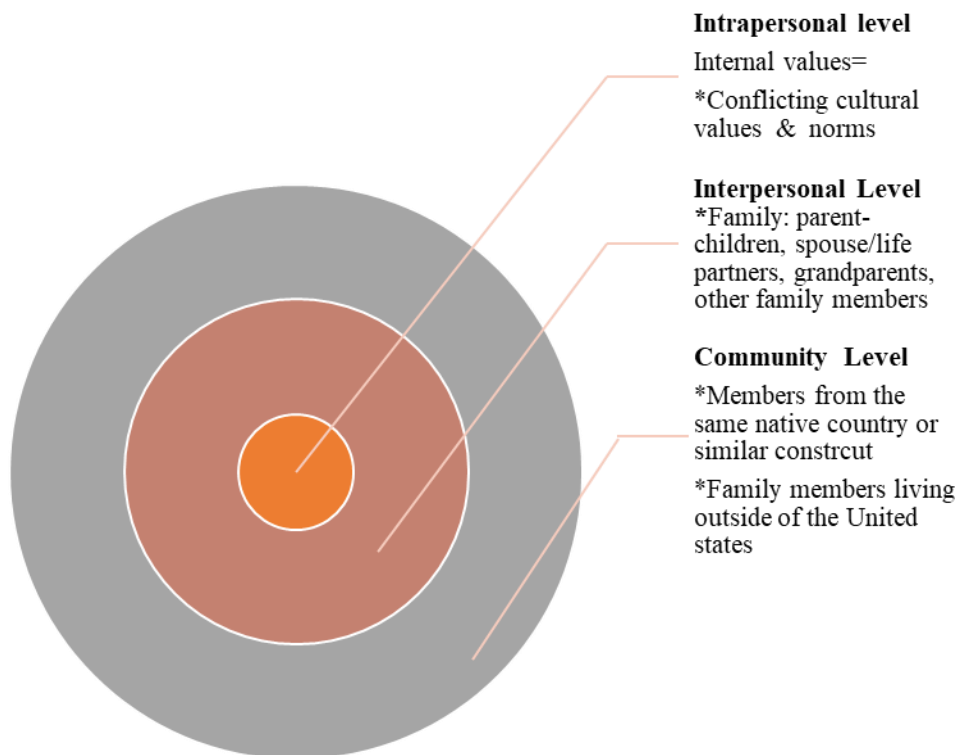 Intrapersonal level
Internal values=
*Conflicting cultural
values & norms
Interpersonal Level
*Family: parent-
children, spouse/life
partners, grandparents,
other family members
Community Level
*Members from the
same native country or
similar constrcut
*Family members living
outside of the United
states